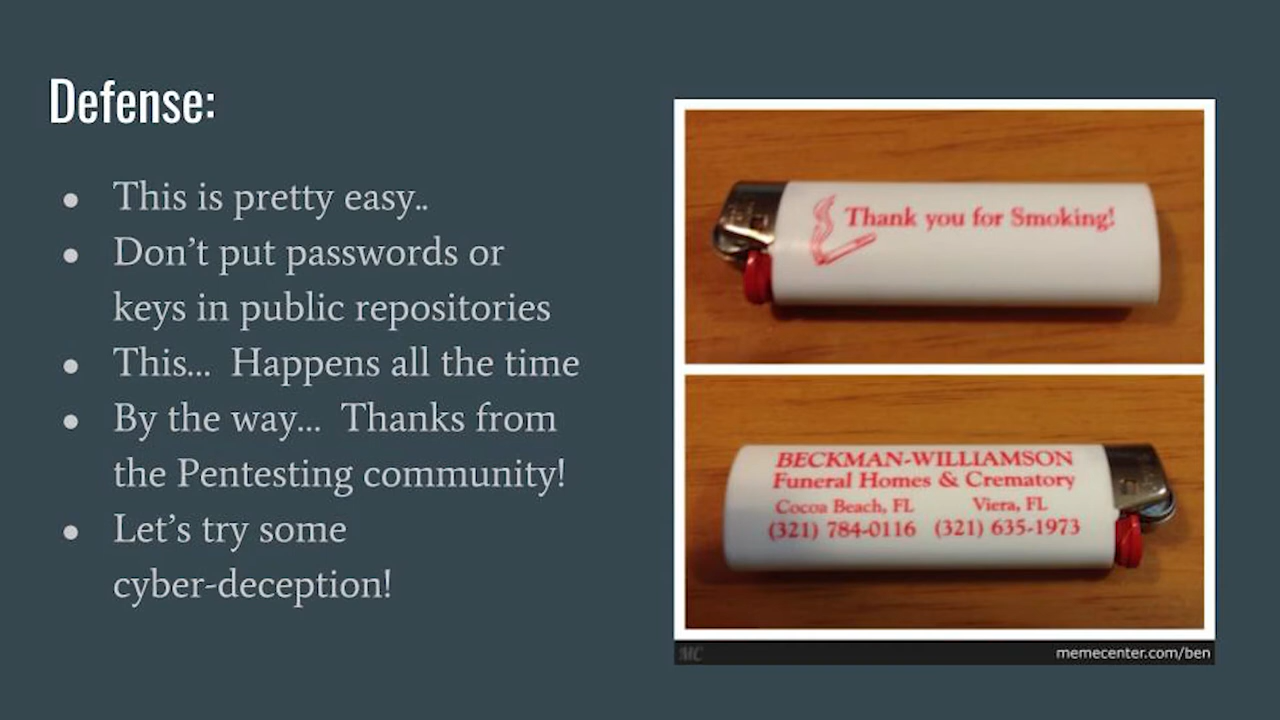 Defense:
● This is pretty easy..
● Don’t put passwords or
keys in public repositories
● This... Happens all the time
● By the way... Thanks from
the Pentesting community!
● Let’s try some
cyber-deception!
Thank you for Smoking!
BECKMAN-WILLIAMSON
Funeral Homes & Crematory
Cocoa Beach, FL Viera, FL
(321) 784-0116 (321) 635-1973
MC memecenter.com/ben